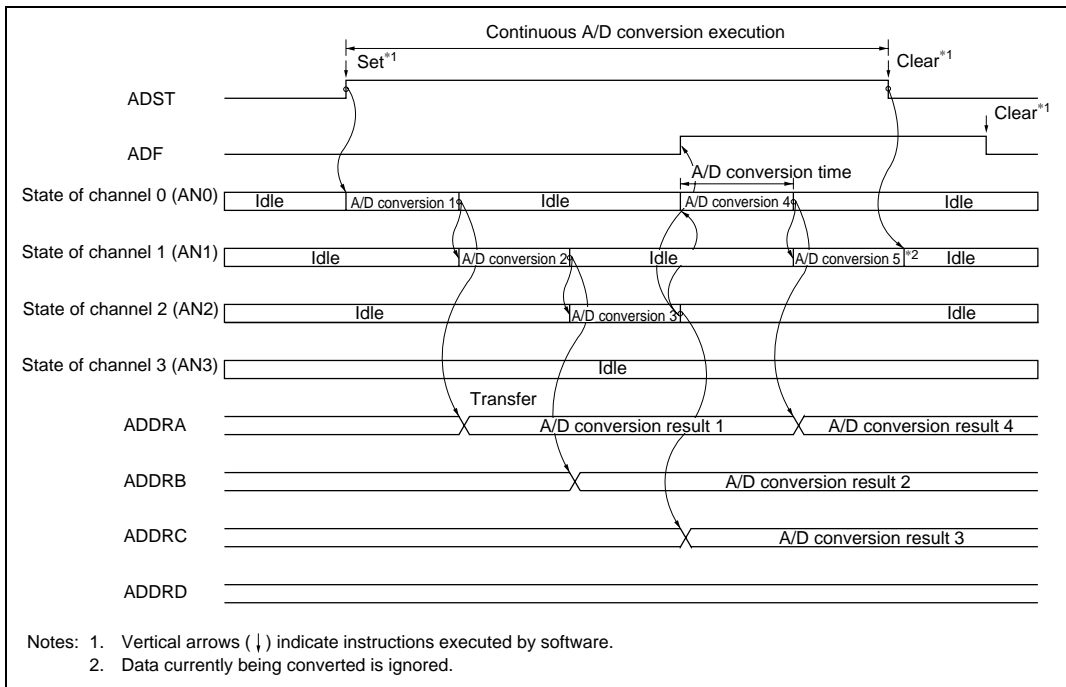 Continuous A/D conversion execution
Set*1
Clear*1
ADST
Clear*1
ADF
A/D conversion time
State of channel 0 (AN0)
Idle
A/D conversion 1
Idle
A/D conversion 4
Idle
State of channel 1 (AN1)
Idle
A/D conversion 2
Idle
A/D conversion 5
*2
Idle
State of channel 2 (AN2)
Idle
A/D conversion 3
Idle
State of channel 3 (AN3)
Idle
Transfer
ADDRA
A/D conversion result 1
A/D conversion result 4
ADDRB
A/D conversion result 2
ADDRC
A/D conversion result 3
ADDRD
Notes: 1. Vertical arrows (↓) indicate instructions executed by software.
2. Data currently being converted is ignored.